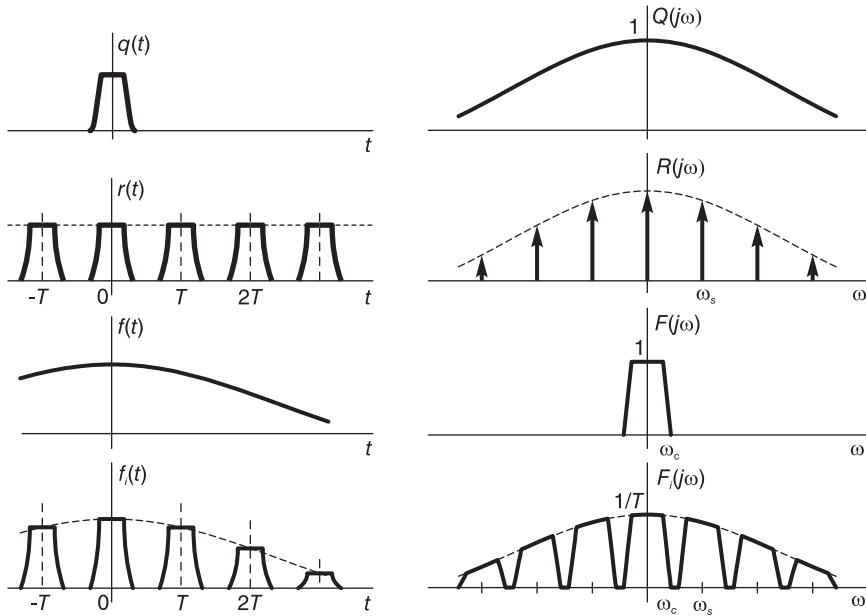 q(t)
t
1
Q(jω)
r(t)
-T 0 T 2T t
R(jω)
ω_s ω
f(t)
t
F(jω)
1
ω_c ω
f_i(t)
-T 0 T 2T t
F_i(jω)
1/T
ω_c ω_s ω